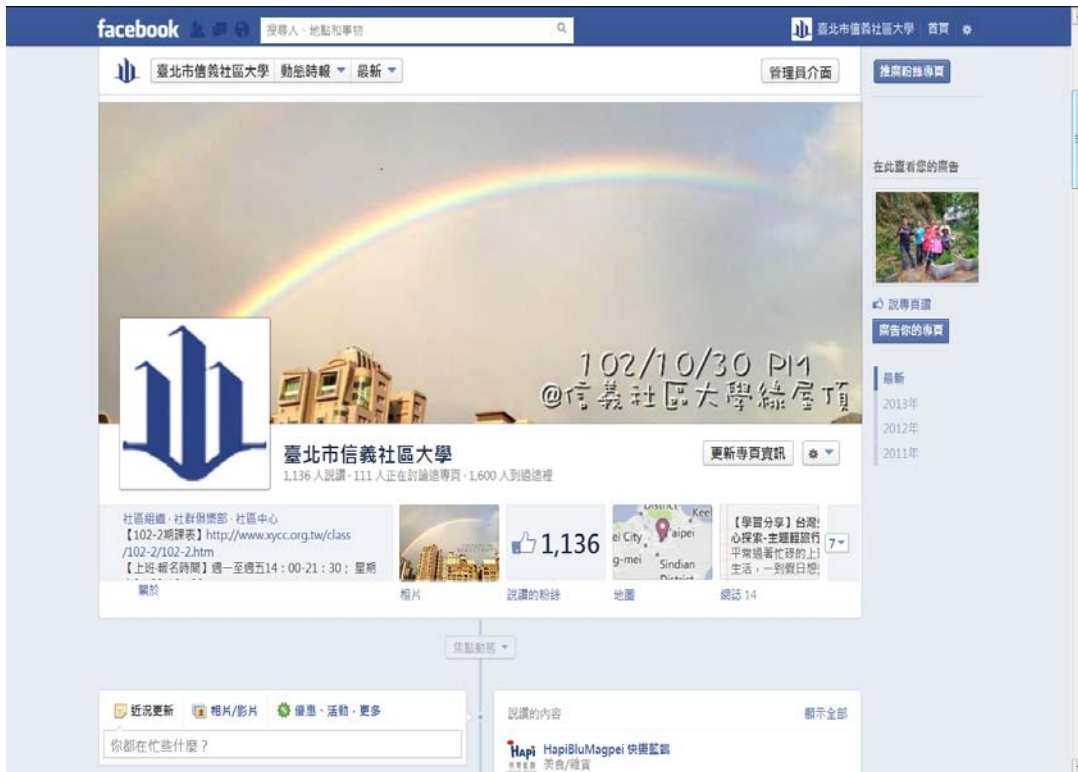 facebook
搜尋人、地點和事物
臺北市信義社區大學 首頁
臺北市信義社區大學 動態時報 最新
管理員介面
推廣粉絲專頁
在此查看您的廣告
說專頁讚
廣告你的專頁
最新
2013年
2012年
2011年
102/10/30 PM
@信義社區大學綠屋頂
臺北市信義社區大學
1,136 人說讚 · 111 人正在討論這專頁 · 1,600 人到過這裡
更新專頁資訊
社區組織 · 社群俱樂部 · 社區中心
【102-2期課表】http://www.xycc.org.tw/class
/102-2/102-2.htm
【上班-報名時間】週一至週五14：00-21：30； 星期
關於
相片
1,136
說讚的粉絲
District
Keel
ei City
Taipei
g-mei
Sindian
District
地圖
【學習分享】台灣
心探索-主題輕旅行
平常過著忙碌的上
生活，一到假日想
7
網誌 14
焦點動態
近況更新 相片/影片 優惠、活動，更多
你都在忙些什麼？
說讚的內容
顯示全部
Hapi
HapiBluMagpei 快樂藍鵲
美食/雜貨